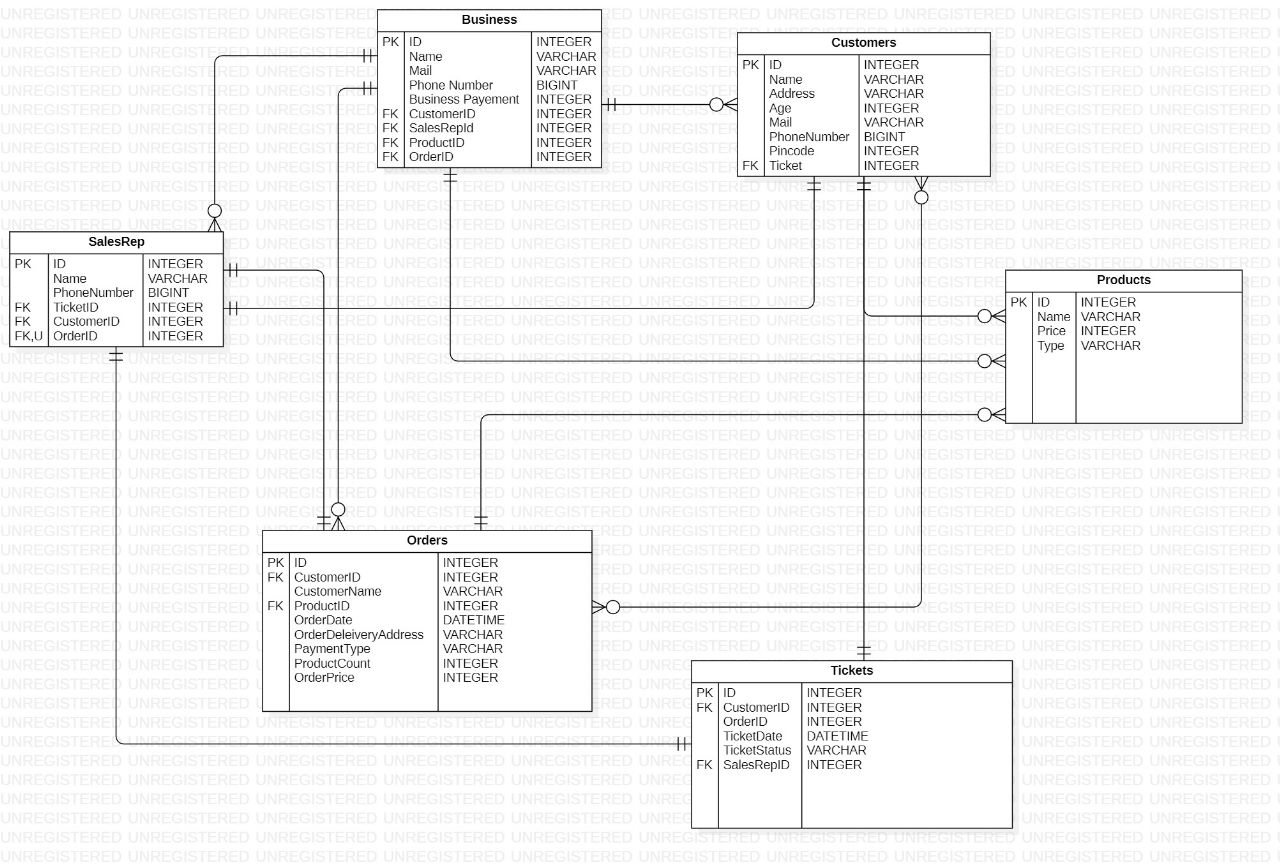 Business
PK ID INTEGER
Name VARCHAR
Mail VARCHAR
Phone Number BIGINT
Business Payement INTEGER
FK CustomerID INTEGER
FK SalesRepId INTEGER
FK ProductID INTEGER
FK OrderID INTEGER
Customers
PK ID INTEGER
Name VARCHAR
Address VARCHAR
Age INTEGER
Mail VARCHAR
PhoneNumber BIGINT
Pincode INTEGER
FK Ticket INTEGER
SalesRep
PK ID INTEGER
Name VARCHAR
PhoneNumber BIGINT
FK TicketID INTEGER
FK CustomerID INTEGER
FK,U OrderID INTEGER
Products
PK ID INTEGER
Name VARCHAR
Price INTEGER
Type VARCHAR
Orders
PK ID INTEGER
FK CustomerID INTEGER
CustomerName VARCHAR
FK ProductID INTEGER
OrderDate DATETIME
OrderDeleiveryAddress VARCHAR
PaymentType VARCHAR
ProductCount INTEGER
OrderPrice INTEGER
Tickets
PK ID INTEGER
FK CustomerID INTEGER
OrderID INTEGER
TicketDate DATETIME
TicketStatus VARCHAR
FK SalesRepID INTEGER
UNREGISTERED